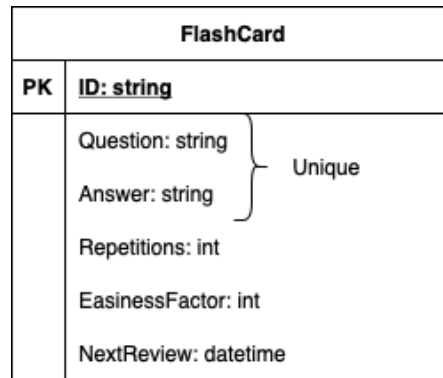 FlashCard
PK ID: string
Question: string
Unique
Answer: string
Repetitions: int
EasinessFactor: int
NextReview: datetime